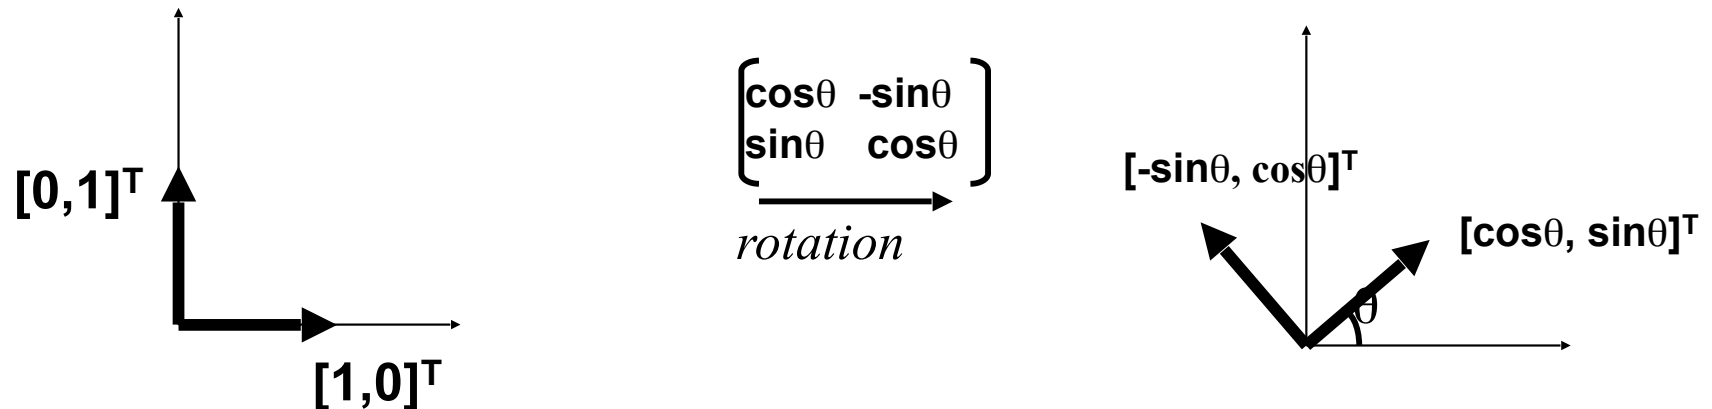 [0,1]ᵀ
[1,0]ᵀ
cosθ -sinθ
sinθ cosθ
rotation
[-sinθ, cosθ]ᵀ
[cosθ, sinθ]ᵀ
θ